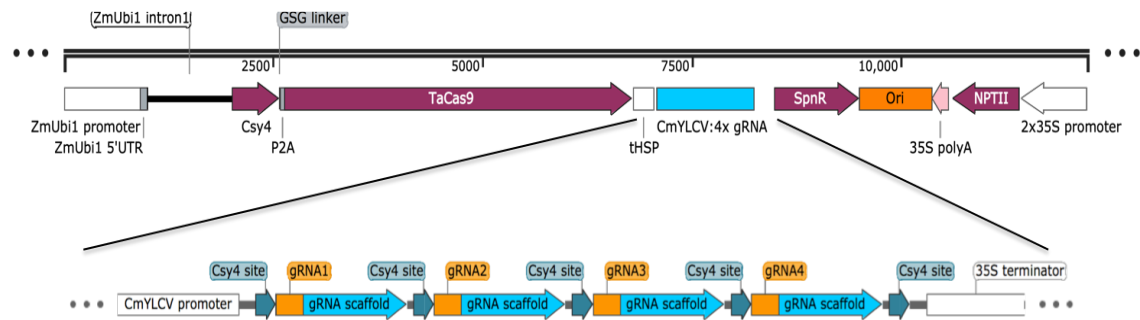 ZmUbi1 intron1 GSG linker
2500 5000 7500 10,000
TaCas9 SpnR Ori NPTII
ZmUbi1 promoter Csy4 CmYLCV:4x gRNA 2x35S promoter
ZmUbi1 5'UTR P2A tHSP 35S polyA
Csy4 site gRNA1 Csy4 site gRNA2 Csy4 site gRNA3 Csy4 site gRNA4 Csy4 site 35S terminator
CmYLCV promoter gRNA scaffold gRNA scaffold gRNA scaffold gRNA scaffold